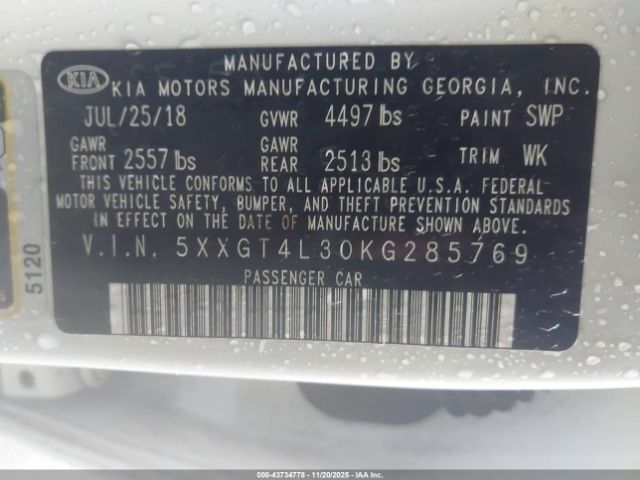 MANUFACTURED BY
KIA
KIA MOTORS MANUFACTURING GEORGIA, INC.
JUL/25/18 GVWR 4497 lbs PAINT SWP
GAWR FRONT 2557 lbs GAWR REAR 2513 lbs TRIM WK
THIS VEHICLE CONFORMS TO ALL APPLICABLE U.S.A. FEDERAL
MOTOR VEHICLE SAFETY, BUMPER, AND THEFT PREVENTION STANDARDS
IN EFFECT ON THE DATE OF MANUFACTURE SHOWN ABOVE.
V.I.N. 5XXGT4L30KG285769
PASSENGER CAR
5120
000-43734778 — 11/20/2025 — IAAI.COM